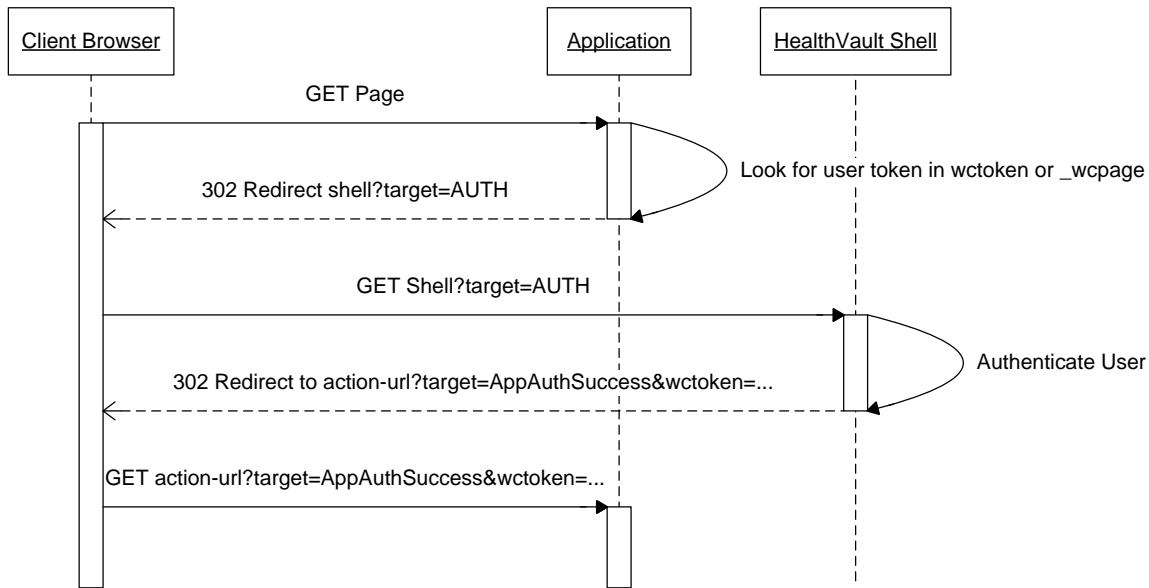 Client Browser
Application
HealthVault Shell
GET Page
Look for user token in wctoken or _wcpage
302 Redirect shell?target=AUTH
GET Shell?target=AUTH
Authenticate User
302 Redirect to action-url?target=AppAuthSuccess&wctoken=...
GET action-url?target=AppAuthSuccess&wctoken=...